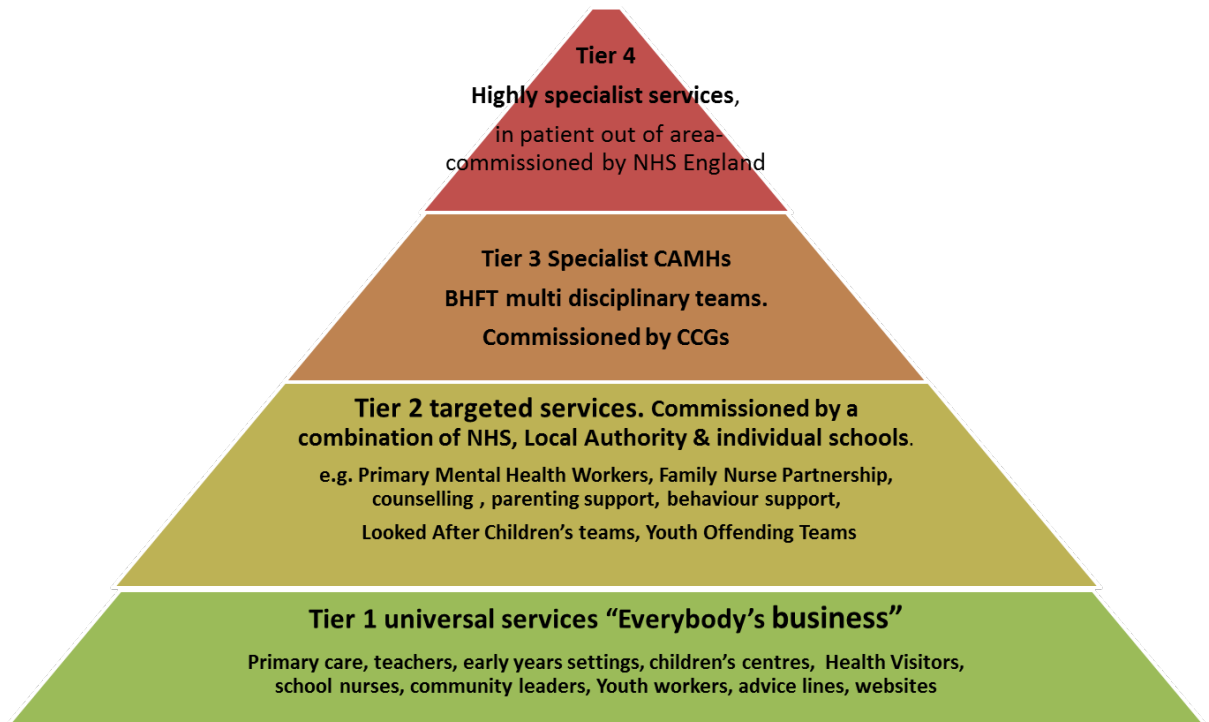 Tier 4
Highly specialist services,
in patient out of area-
commissioned by NHS England
Tier 3 Specialist CAMHs
BHFT multi disciplinary teams.
Commissioned by CCGs
Tier 2 targeted services. Commissioned by a
combination of NHS, Local Authority & individual schools.
e.g. Primary Mental Health Workers, Family Nurse Partnership,
counselling , parenting support, behaviour support,
Looked After Children’s teams, Youth Offending Teams
Tier 1 universal services “Everybody’s business”
Primary care, teachers, early years settings, children’s centres, Health Visitors,
school nurses, community leaders, Youth workers, advice lines, websites